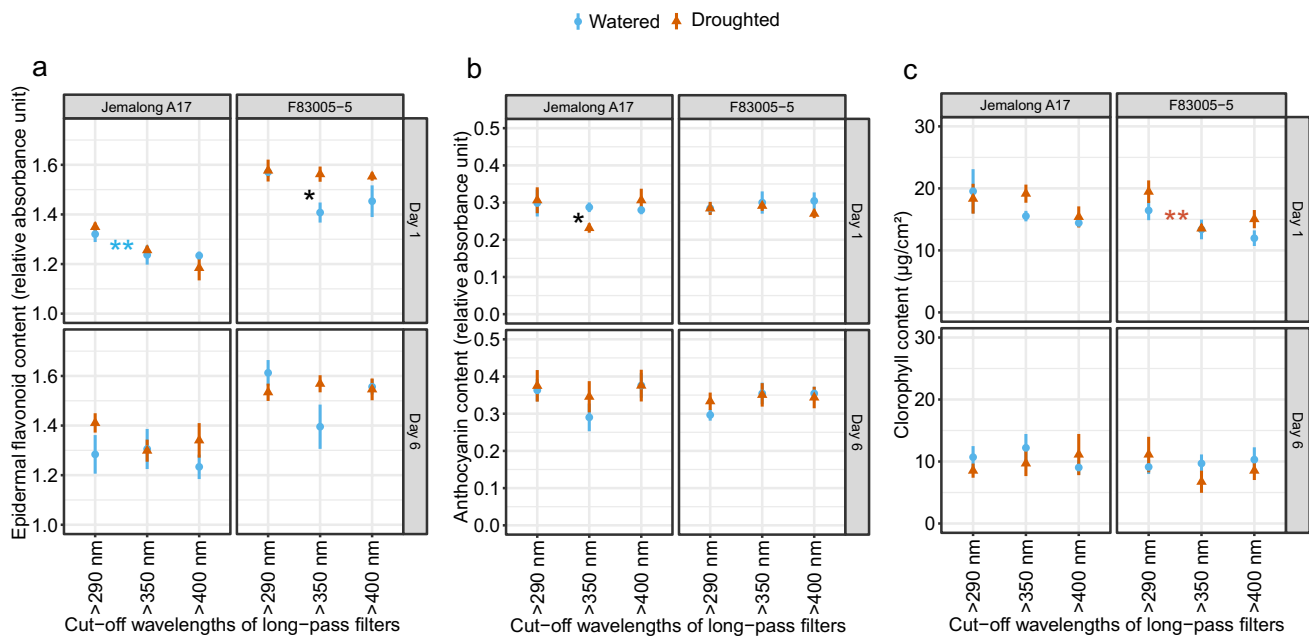 Watered Droughted
a
Jemalong A17
F83005−5
Epidermal flavonoid content (relative absorbance unit)
1.6
1.4
1.2
1.0
**
*
Day 1
1.6
1.4
1.2
1.0
Day 6
>290 nm
>350 nm
>400 nm
>290 nm
>350 nm
>400 nm
Cut−off wavelengths of long−pass filters
b
Jemalong A17
F83005−5
Anthocyanin content (relative absorbance unit)
0.5
0.4
0.3
0.2
0.1
0.0
*
Day 1
0.5
0.4
0.3
0.3
0.1
0.0
Day 6
>290 nm
>350 nm
>400 nm
>290 nm
>350 nm
>400 nm
Cut−off wavelengths of long−pass filters
c
Jemalong A17
F83005−5
Clorophyll content (µg/cm²)
30
20
10
0
**
Day 1
30
20
10
0
Day 6
>290 nm
>350 nm
>400 nm
>290 nm
>350 nm
>400 nm
Cut−off wavelengths of long−pass filters